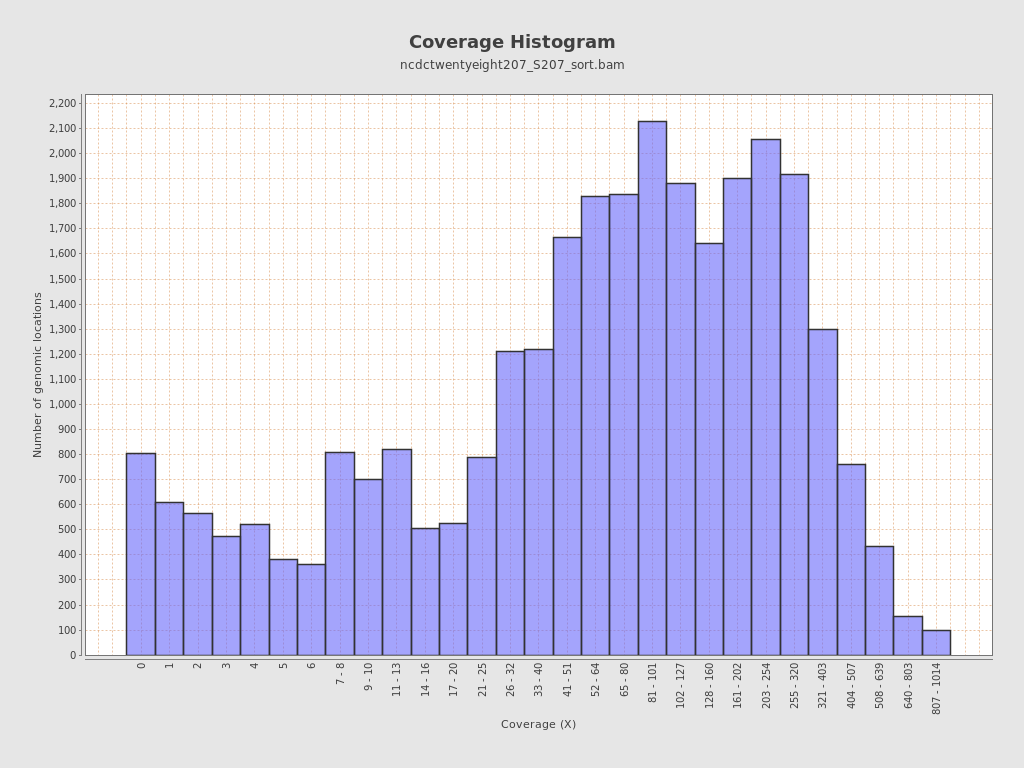 Coverage Histogram
ncdctwentyeight207_S207_sort.bam
Number of genomic locations
2,200
2,100
2,000
1,900
1,800
1,700
1,600
1,500
1,400
1,300
1,200
1,100
1,000
900
800
700
600
500
400
300
200
100
0
0
1
2
3
4
5
6
7 - 8
9 - 10
11 - 13
14 - 16
17 - 20
21 - 25
26 - 32
33 - 40
41 - 51
52 - 64
65 - 80
81 - 101
102 - 127
128 - 160
161 - 202
203 - 254
255 - 320
321 - 403
404 - 507
508 - 639
640 - 803
807 - 1014
Coverage (X)